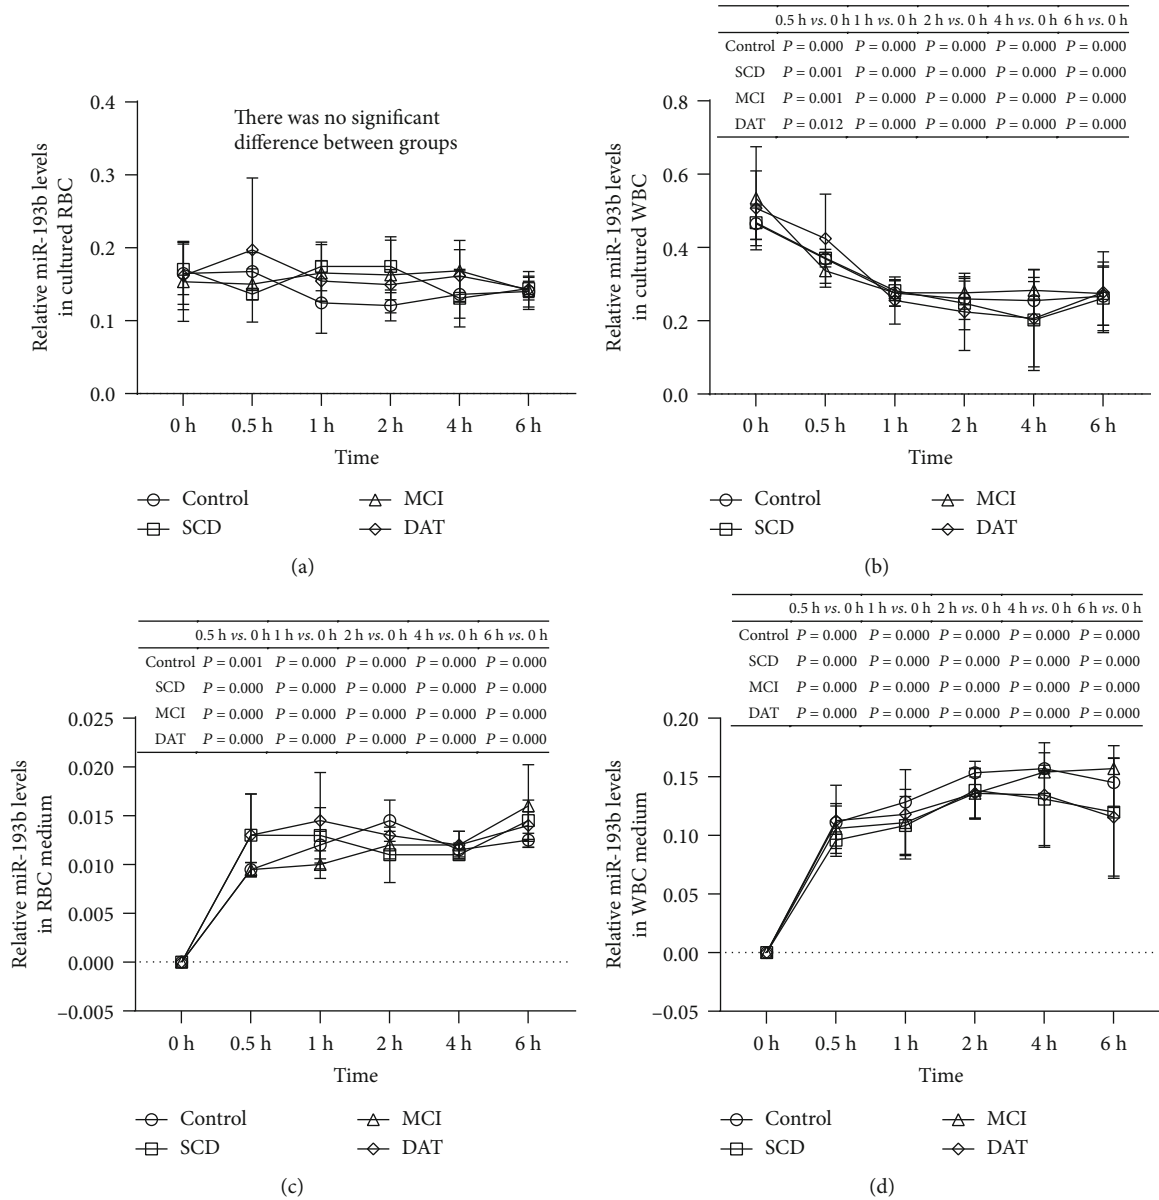 There was no significant
difference between groups
Relative miR-193b levels
in cultured RBC
0.4
0.3
0.2
0.1
0.0
0 h 0.5 h 1 h 2 h 4 h 6 h
Time
Control MCI
SCD DAT
(a)
0.5 h vs. 0 h 1 h vs. 0 h 2 h vs. 0 h 4 h vs. 0 h 6 h vs. 0 h
Control P = 0.000 P = 0.000 P = 0.000 P = 0.000 P = 0.000
SCD P = 0.001 P = 0.000 P = 0.000 P = 0.000 P = 0.000
MCI P = 0.001 P = 0.000 P = 0.000 P = 0.000 P = 0.000
DAT P = 0.012 P = 0.000 P = 0.000 P = 0.000 P = 0.000
Relative miR-193b levels
in cultured WBC
0.8
0.6
0.4
0.2
0.0
0 h 0.5 h 1 h 2 h 4 h 6 h
Time
Control MCI
SCD DAT
(b)
0.5 h vs. 0 h 1 h vs. 0 h 2 h vs. 0 h 4 h vs. 0 h 6 h vs. 0 h
Control P = 0.001 P = 0.000 P = 0.000 P = 0.000 P = 0.000
SCD P = 0.000 P = 0.000 P = 0.000 P = 0.000 P = 0.000
MCI P = 0.000 P = 0.000 P = 0.000 P = 0.000 P = 0.000
DAT P = 0.000 P = 0.000 P = 0.000 P = 0.000 P = 0.000
Relative miR-193b levels
in RBC medium
0.025
0.020
0.015
0.010
0.005
0.000
–0.005
0 h 0.5 h 1 h 2 h 4 h 6 h
Time
Control MCI
SCD DAT
(c)
0.5 h vs. 0 h 1 h vs. 0 h 2 h vs. 0 h 4 h vs. 0 h 6 h vs. 0 h
Control P = 0.000 P = 0.000 P = 0.000 P = 0.000 P = 0.000
SCD P = 0.000 P = 0.000 P = 0.000 P = 0.000 P = 0.000
MCI P = 0.000 P = 0.000 P = 0.000 P = 0.000 P = 0.000
DAT P = 0.000 P = 0.000 P = 0.000 P = 0.000 P = 0.000
Relative miR-193b levels
in WBC medium
0.20
0.15
0.10
0.05
0.00
–0.05
0 h 0.5 h 1 h 2 h 4 h 6 h
Time
Control MCI
SCD DAT
(d)